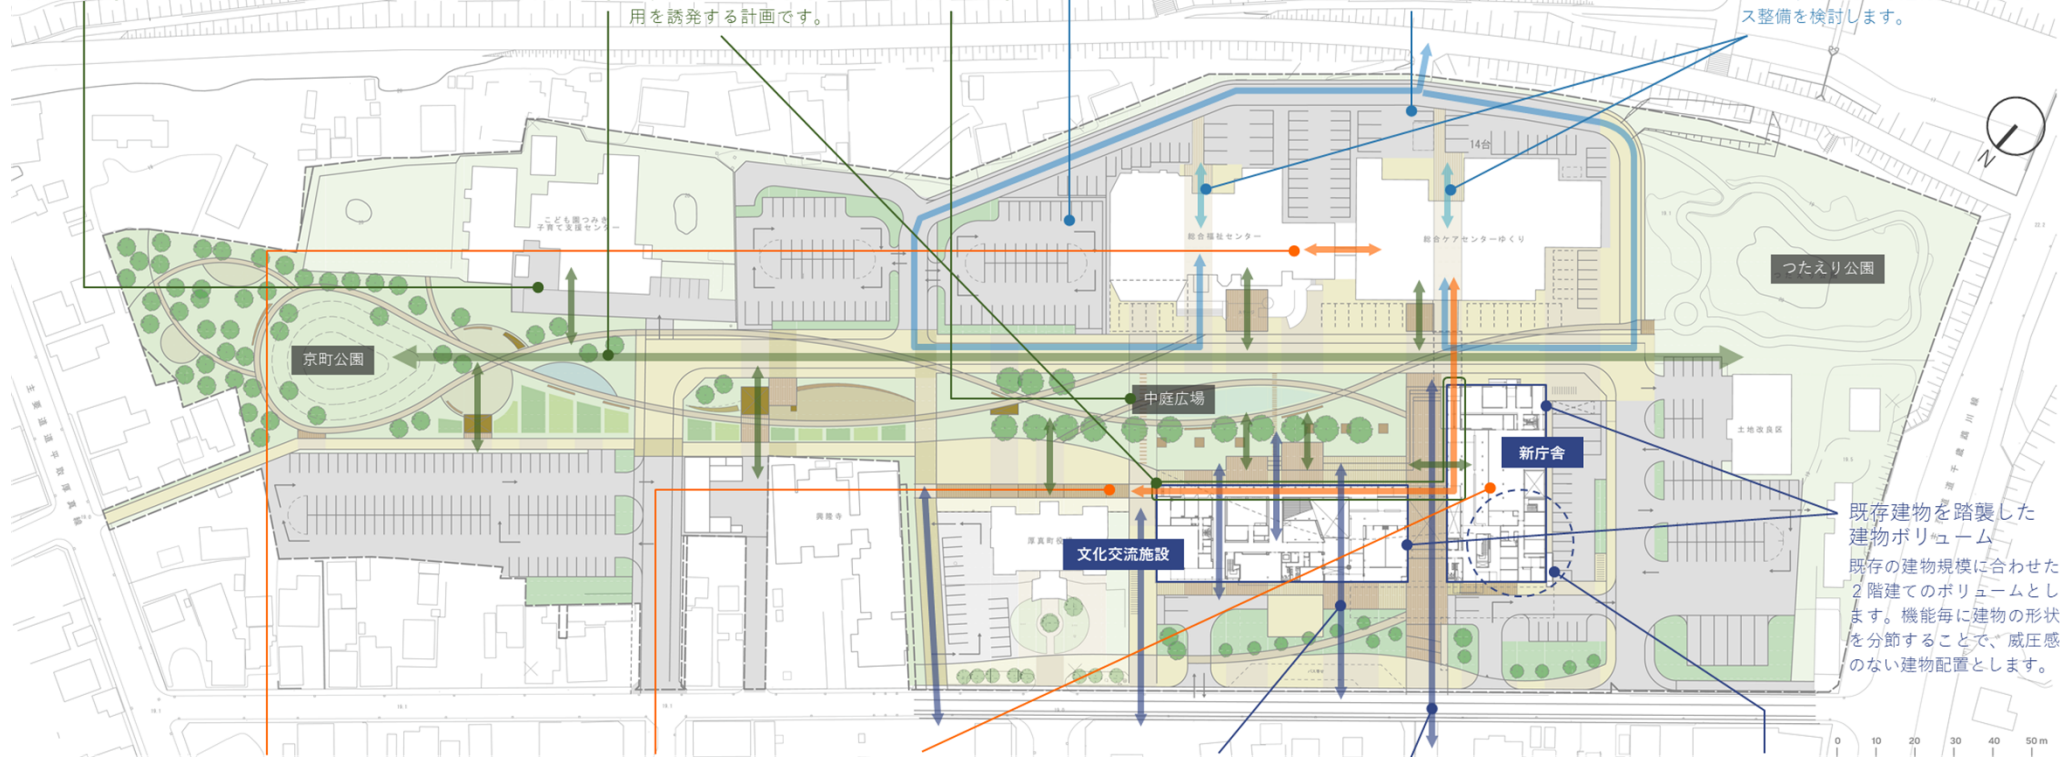 用を誘発する計画です。
ス整備を検討します。
14台
N
こども園つみき
子育て支援センター
総合福祉センター
総合ケアセンターゆくり
つたえり公園
京町公園
中庭広場
土地改良区
新庁舎
興隆寺
厚真町役
文化交流施設
既存建物を踏襲した
建物ボリューム
既存の建物規模に合わせた
２階建てのボリュームとし
ます。機能毎に建物の形状
を分節することで、威圧感
のない建物配置とします。
0 10 20 30 40 50m